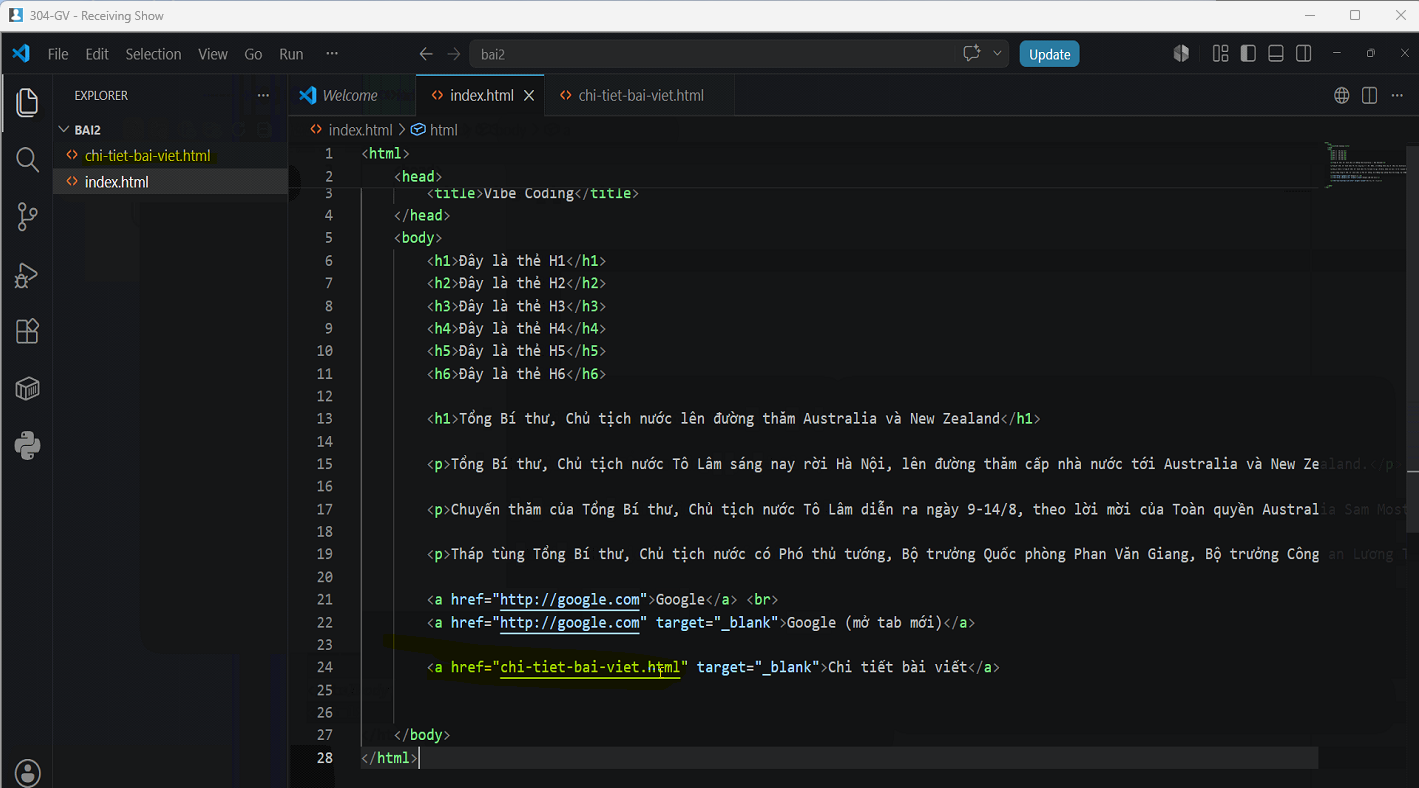 304-GV - Receiving Show
File Edit Selection View Go Run ··· bai2 Update
EXPLORER ···
Welcome index.html chi-tiet-bai-viet.html ···
BAI2
index.html > html
chi-tiet-bai-viet.html
index.html
1 <html>
2 <head>
3 <title>Vibe Coding</title>
4 </head>
5 <body>
6 <h1>Đây là thẻ H1</h1>
7 <h2>Đây là thẻ H2</h2>
8 <h3>Đây là thẻ H3</h3>
9 <h4>Đây là thẻ H4</h4>
10 <h5>Đây là thẻ H5</h5>
11 <h6>Đây là thẻ H6</h6>
12
13 <h1>Tổng Bí thư, Chủ tịch nước lên đường thăm Australia và New Zealand</h1>
14
15 <p>Tổng Bí thư, Chủ tịch nước Tô Lâm sáng nay rời Hà Nội, lên đường thăm cấp nhà nước tới Australia và New Zealand.</p
16
17 <p>Chuyến thăm của Tổng Bí thư, Chủ tịch nước Tô Lâm diễn ra ngày 9-14/8, theo lời mời của Toàn quyền Australia Sam Most
18
19 <p>Tháp tùng Tổng Bí thư, Chủ tịch nước có Phó thủ tướng, Bộ trưởng Quốc phòng Phan Văn Giang, Bộ trưởng Công an Lương T
20
21 <a href="http://google.com">Google</a> <br>
22 <a href="http://google.com" target="_blank">Google (mở tab mới)</a>
23
24 <a href="chi-tiet-bai-viet.html" target="_blank">Chi tiết bài viết</a>
25
26
27 </body>
28 </html>